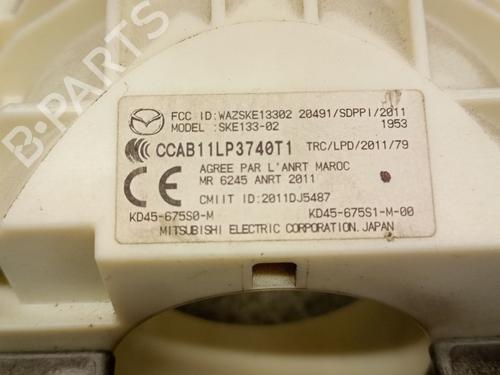 FCC ID:WAZSKE13302 20491/SDPPI/2011
MODEL :SKE133-02 1953
CCAB11LP3740T1 TRC/LPD/2011/79
AGREE PAR L'ANRT MAROC
MR 6245 ANRT 2011
CE
CMIIT ID:2011DJ5487
KD45-675S0-M KD45-675S1-M-00
MITSUBISHI ELECTRIC CORPORATION.JAPAN
B-PARTS